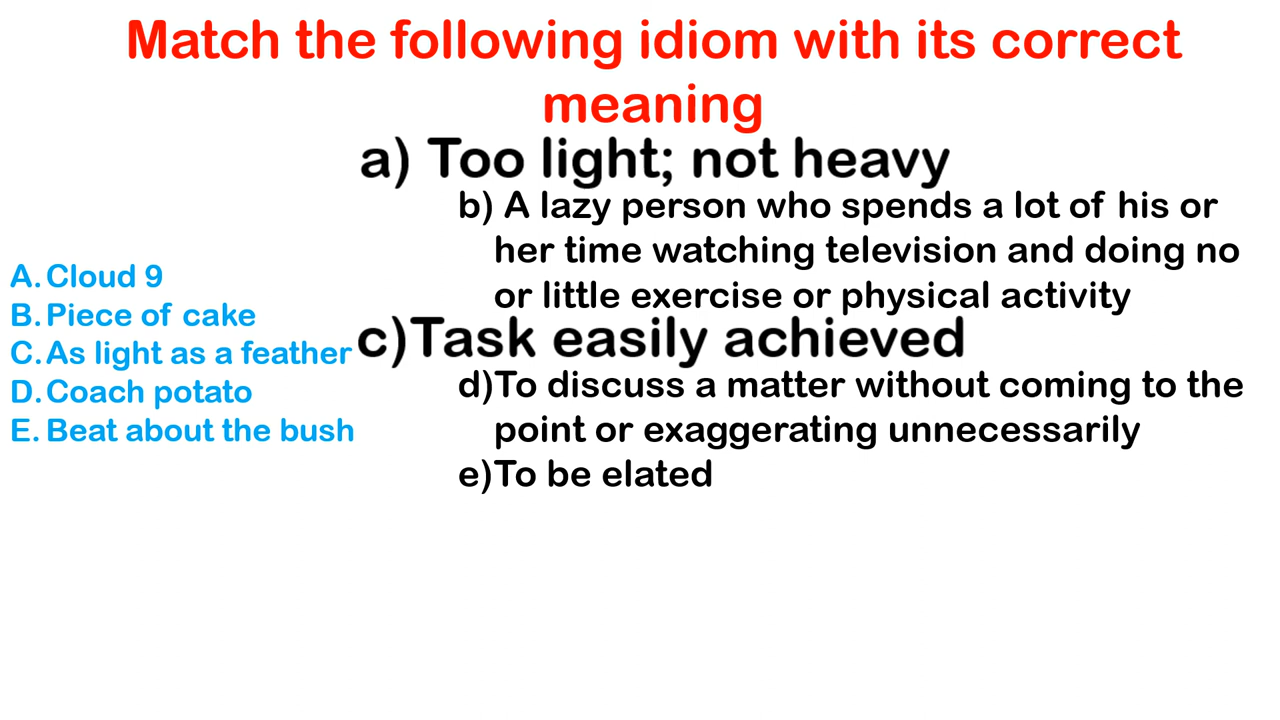 Match the following idiom with its correct
meaning
a) Too light; not heavy
b) A lazy person who spends a lot of his or
her time watching television and doing no
or little exercise or physical activity
c)Task easily achieved
d)To discuss a matter without coming to the
point or exaggerating unnecessarily
e)To be elated
A. Cloud 9
B. Piece of cake
C. As light as a feather
D. Coach potato
E. Beat about the bush